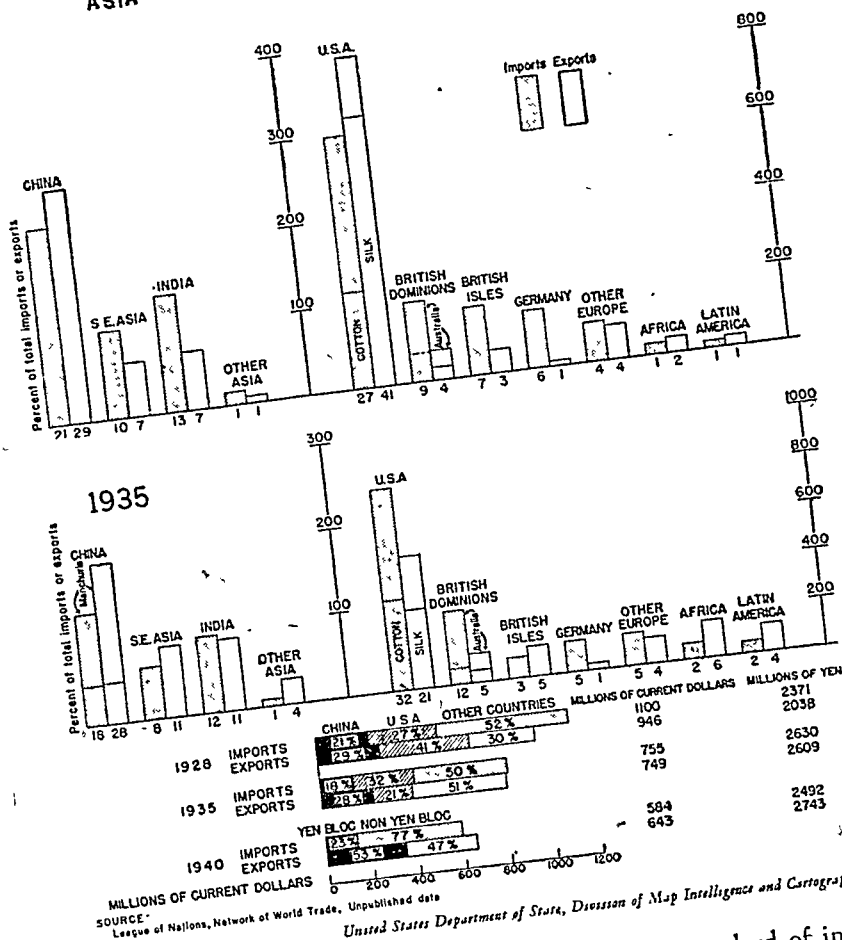 ASIA
400
300
200
100
800
600
400
200
Imports Exports
U.S.A.
CHINA
S.E. ASIA
INDIA
OTHER ASIA
BRITISH DOMINIONS
Australia
BRITISH ISLES
GERMANY
OTHER EUROPE
AFRICA
LATIN AMERICA
COTTON
SILK
Percent of total imports or exports
21 29 10 7 13 7 1 1 27 41 9 4 7 3 6 1 4 4 1 2 1 1
1935
300
200
100
1000
800
600
400
200
U.S.A
CHINA
Manchuria
S.E. ASIA
INDIA
OTHER ASIA
BRITISH DOMINIONS
Australia
BRITISH ISLES
GERMANY
OTHER EUROPE
AFRICA
LATIN AMERICA
COTTON
SILK
Percent of total imports or exports
18 28 8 11 12 11 1 4 32 21 12 5 3 5 5 1 5 4 2 6 2 4
CHINA U S A OTHER COUNTRIES MILLIONS OF CURRENT DOLLARS MILLIONS OF YEN
1928 IMPORTS 21% 27% 52% 1100 2371
EXPORTS 29% 41% 30% 946 2038
1935 IMPORTS 18% 32% 50% 755 2630
EXPORTS 28% 21% 51% 749 2609
YEN BLOC NON YEN BLOC
1940 IMPORTS 23% 77% 584 2492
EXPORTS 53% 47% 643 2743
MILLIONS OF CURRENT DOLLARS 0 200 400 600 800 1000 1200
SOURCE-
League of Nations, Network of World Trade, Unpublished data
United States Department of State, Division of Map Intelligence and
of